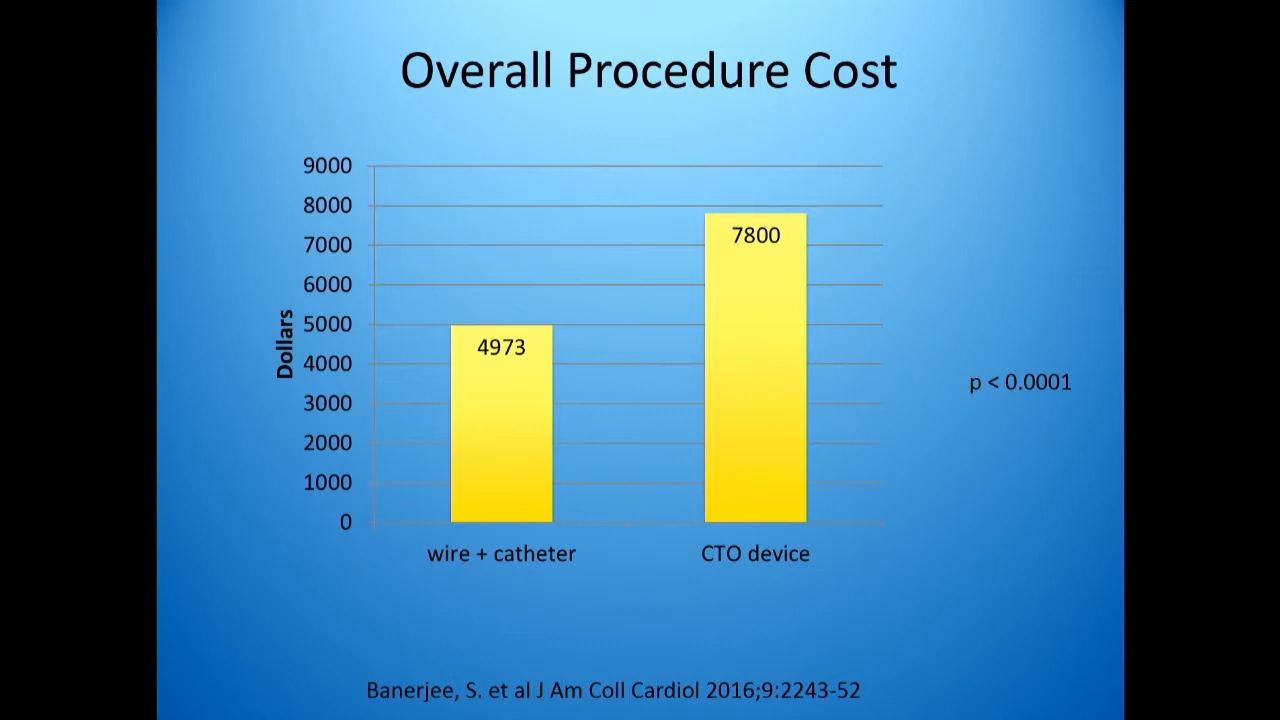 Overall Procedure Cost
9000
8000
7000
6000
5000
4000
3000
2000
1000
0
Dollars
4973
7800
wire + catheter
CTO device
p < 0.0001
Banerjee, S. et al J Am Coll Cardiol 2016;9:2243-52